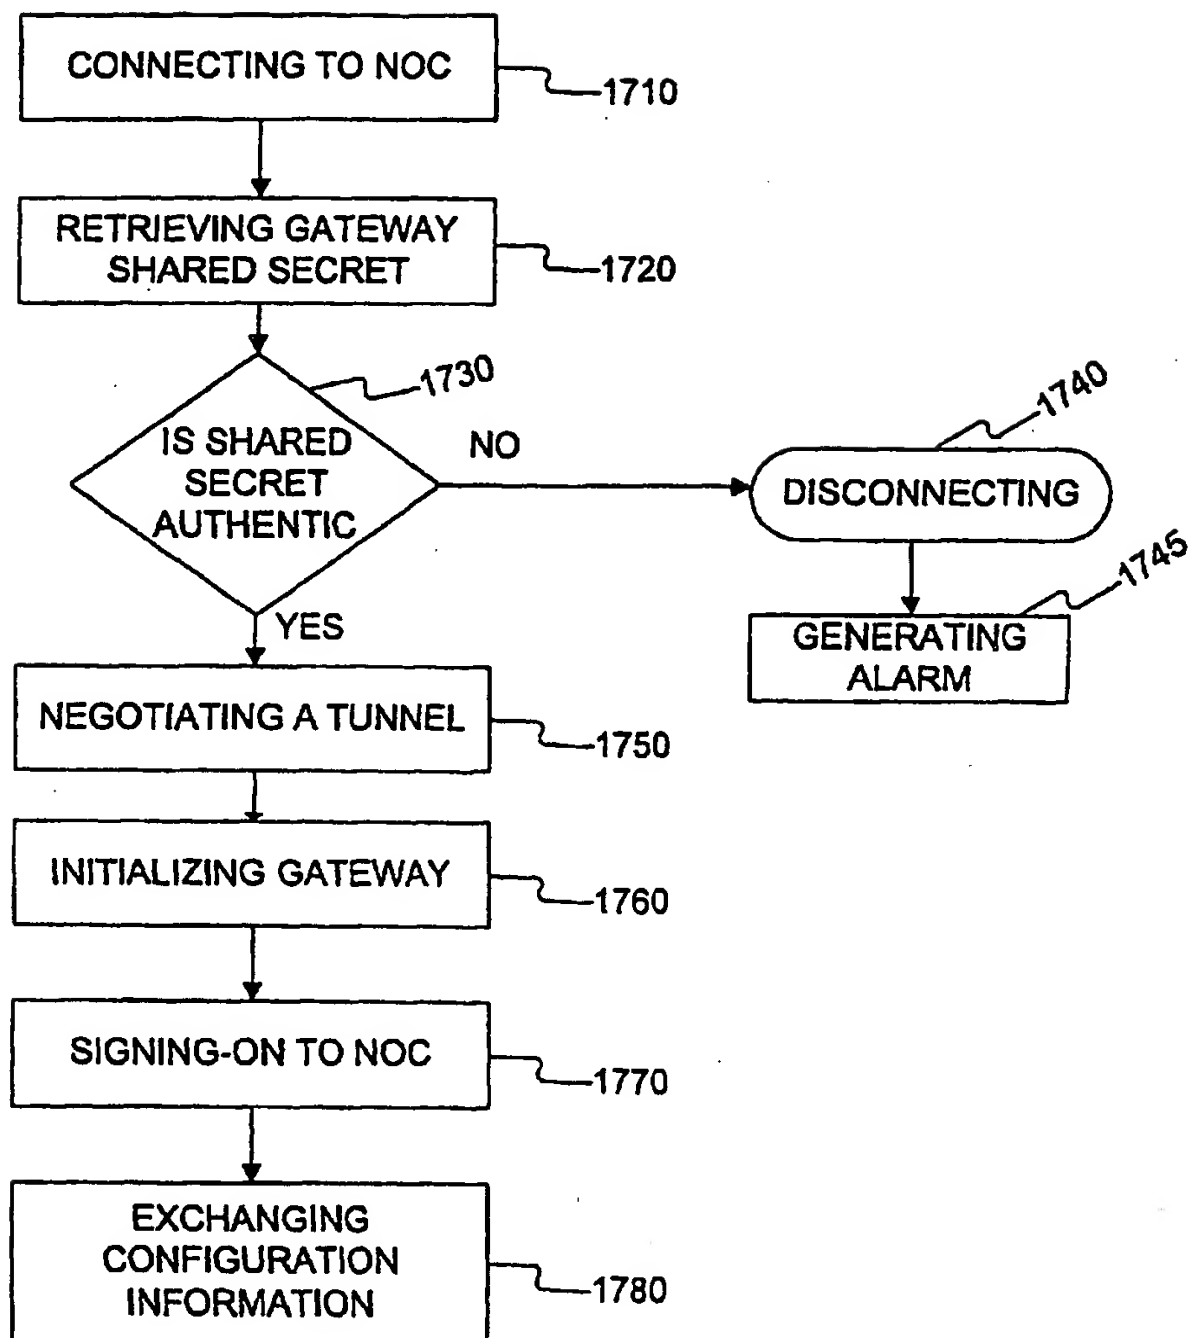 CONNECTING TO NOC
1710
RETRIEVING GATEWAY
SHARED SECRET
1720
1730
IS SHARED
SECRET
AUTHENTIC
NO
1740
DISCONNECTING
1745
GENERATING
ALARM
YES
NEGOTIATING A TUNNEL
1750
INITIALIZING GATEWAY
1760
SIGNING-ON TO NOC
1770
EXCHANGING
CONFIGURATION
INFORMATION
1780